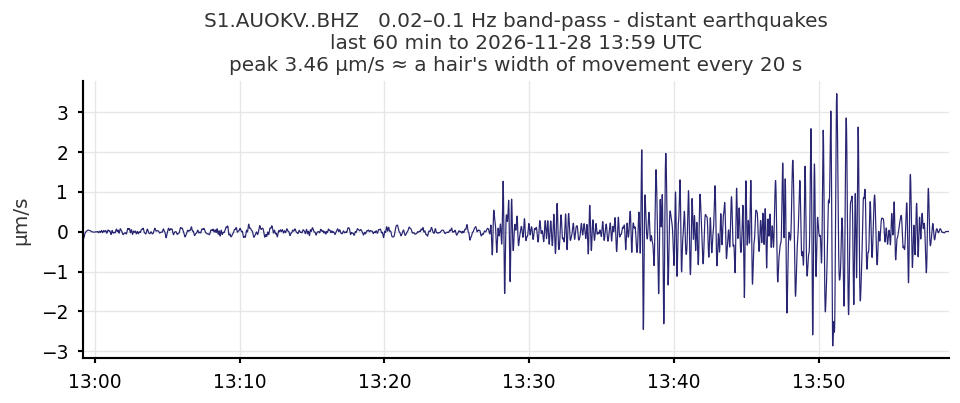 S1.AUOKV..BHZ   0.02–0.1 Hz band-pass - distant earthquakes
last 60 min to 2026-11-28 13:59 UTC
peak 3.46 μm/s ≈ a hair's width of movement every 20 s
μm/s
3
2
1
0
−1
−2
−3
13:00 13:10 13:20 13:30 13:40 13:50